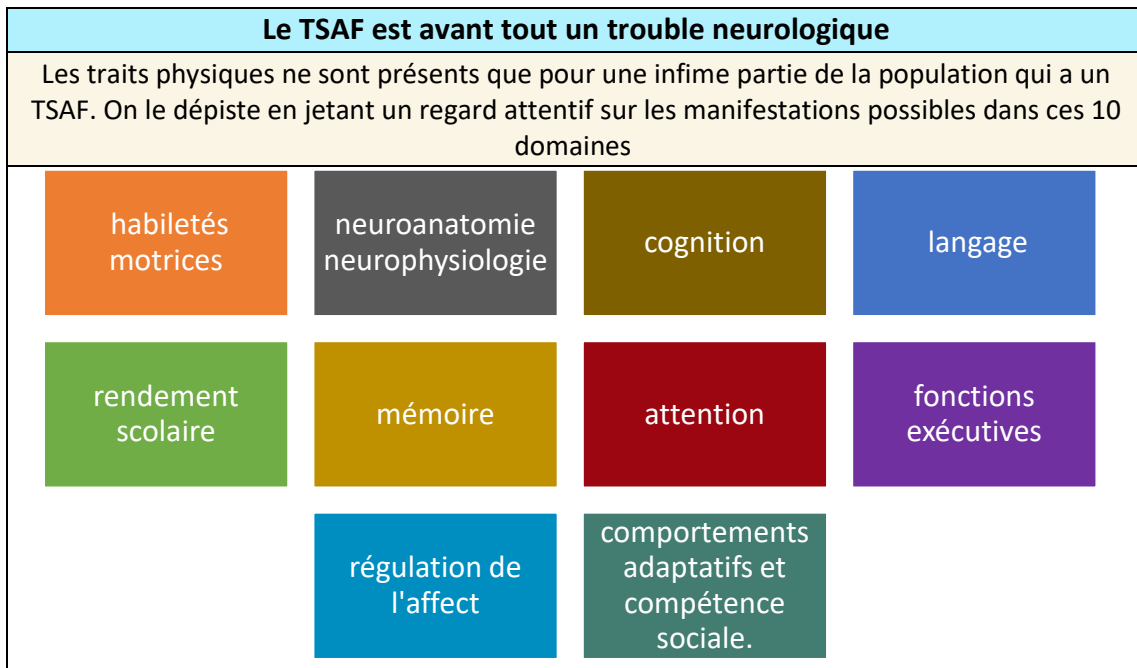 Le TSAF est avant tout un trouble neurologique
Les traits physiques ne sont présents que pour une infime partie de la population qui a un
TSAF. On le dépiste en jetant un regard attentif sur les manifestations possibles dans ces 10
domaines
habiletés
motrices
neuroanatomie
neurophysiologie
cognition
langage
rendement
scolaire
mémoire
attention
fonctions
exécutives
régulation de
l'affect
comportements
adaptatifs et
compétence
sociale.